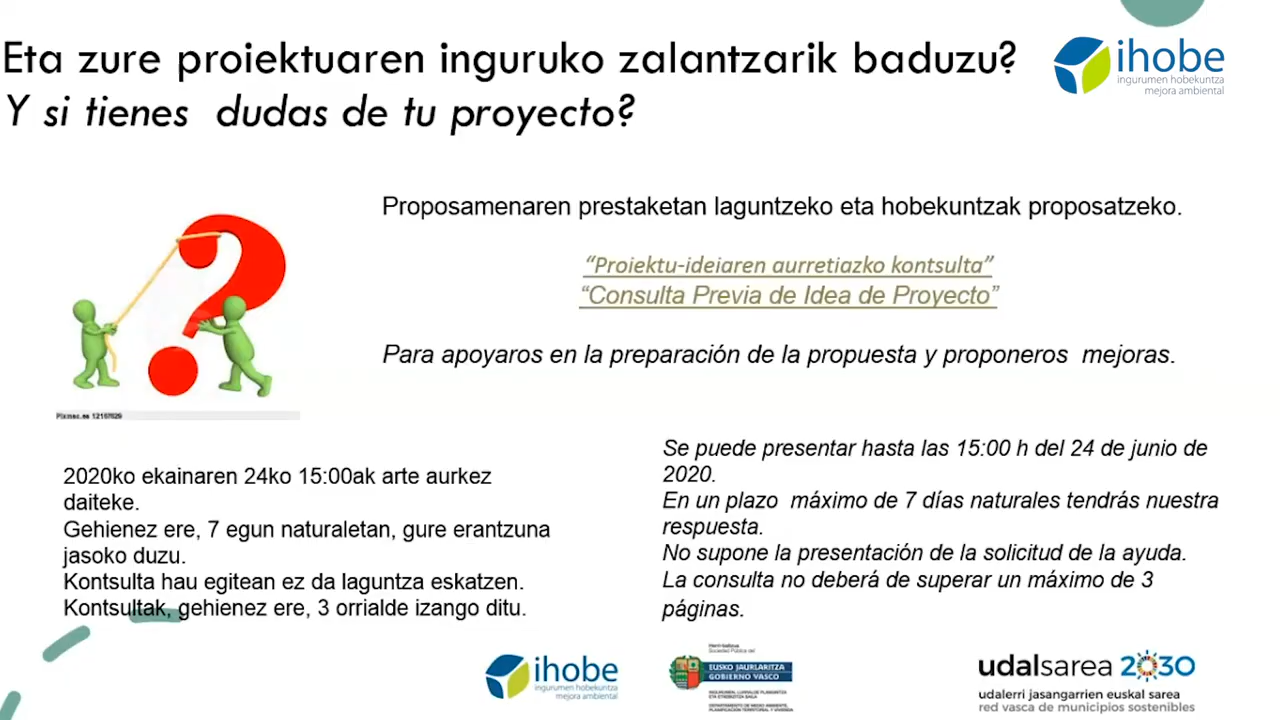 Eta zure proiektuaren inguruko zalantzarik baduzu?
Y si tienes dudas de tu proyecto?
ihobe
ingurumen hobekuntza
mejora ambiental
Proposamenaren prestaketan laguntzeko eta hobekuntzak proposatzeko.
“Proiektu-ideiaren aurretiazko kontsulta”
“Consulta Previa de Idea de Proyecto”
Para apoyaros en la preparación de la propuesta y proponeros mejoras.
2020ko ekainaren 24ko 15:00ak arte aurkez
daiteke.
Gehienez ere, 7 egun naturaletan, gure erantzuna
jasoko duzu.
Kontsulta hau egitean ez da laguntza eskatzen.
Kontsultak, gehienez ere, 3 orrialde izango ditu.
Se puede presentar hasta las 15:00 h del 24 de junio de
2020.
En un plazo máximo de 7 días naturales tendrás nuestra
respuesta.
No supone la presentación de la solicitud de la ayuda.
La consulta no deberá de superar un máximo de 3
páginas.
ihobe
ingurumen hobekuntza
mejora ambiental
EUSKO JAURLARITZA
GOBIERNO VASCO
udalsarea 2030
udalerri jasangarrien euskal sarea
red vasca de municipios sostenibles